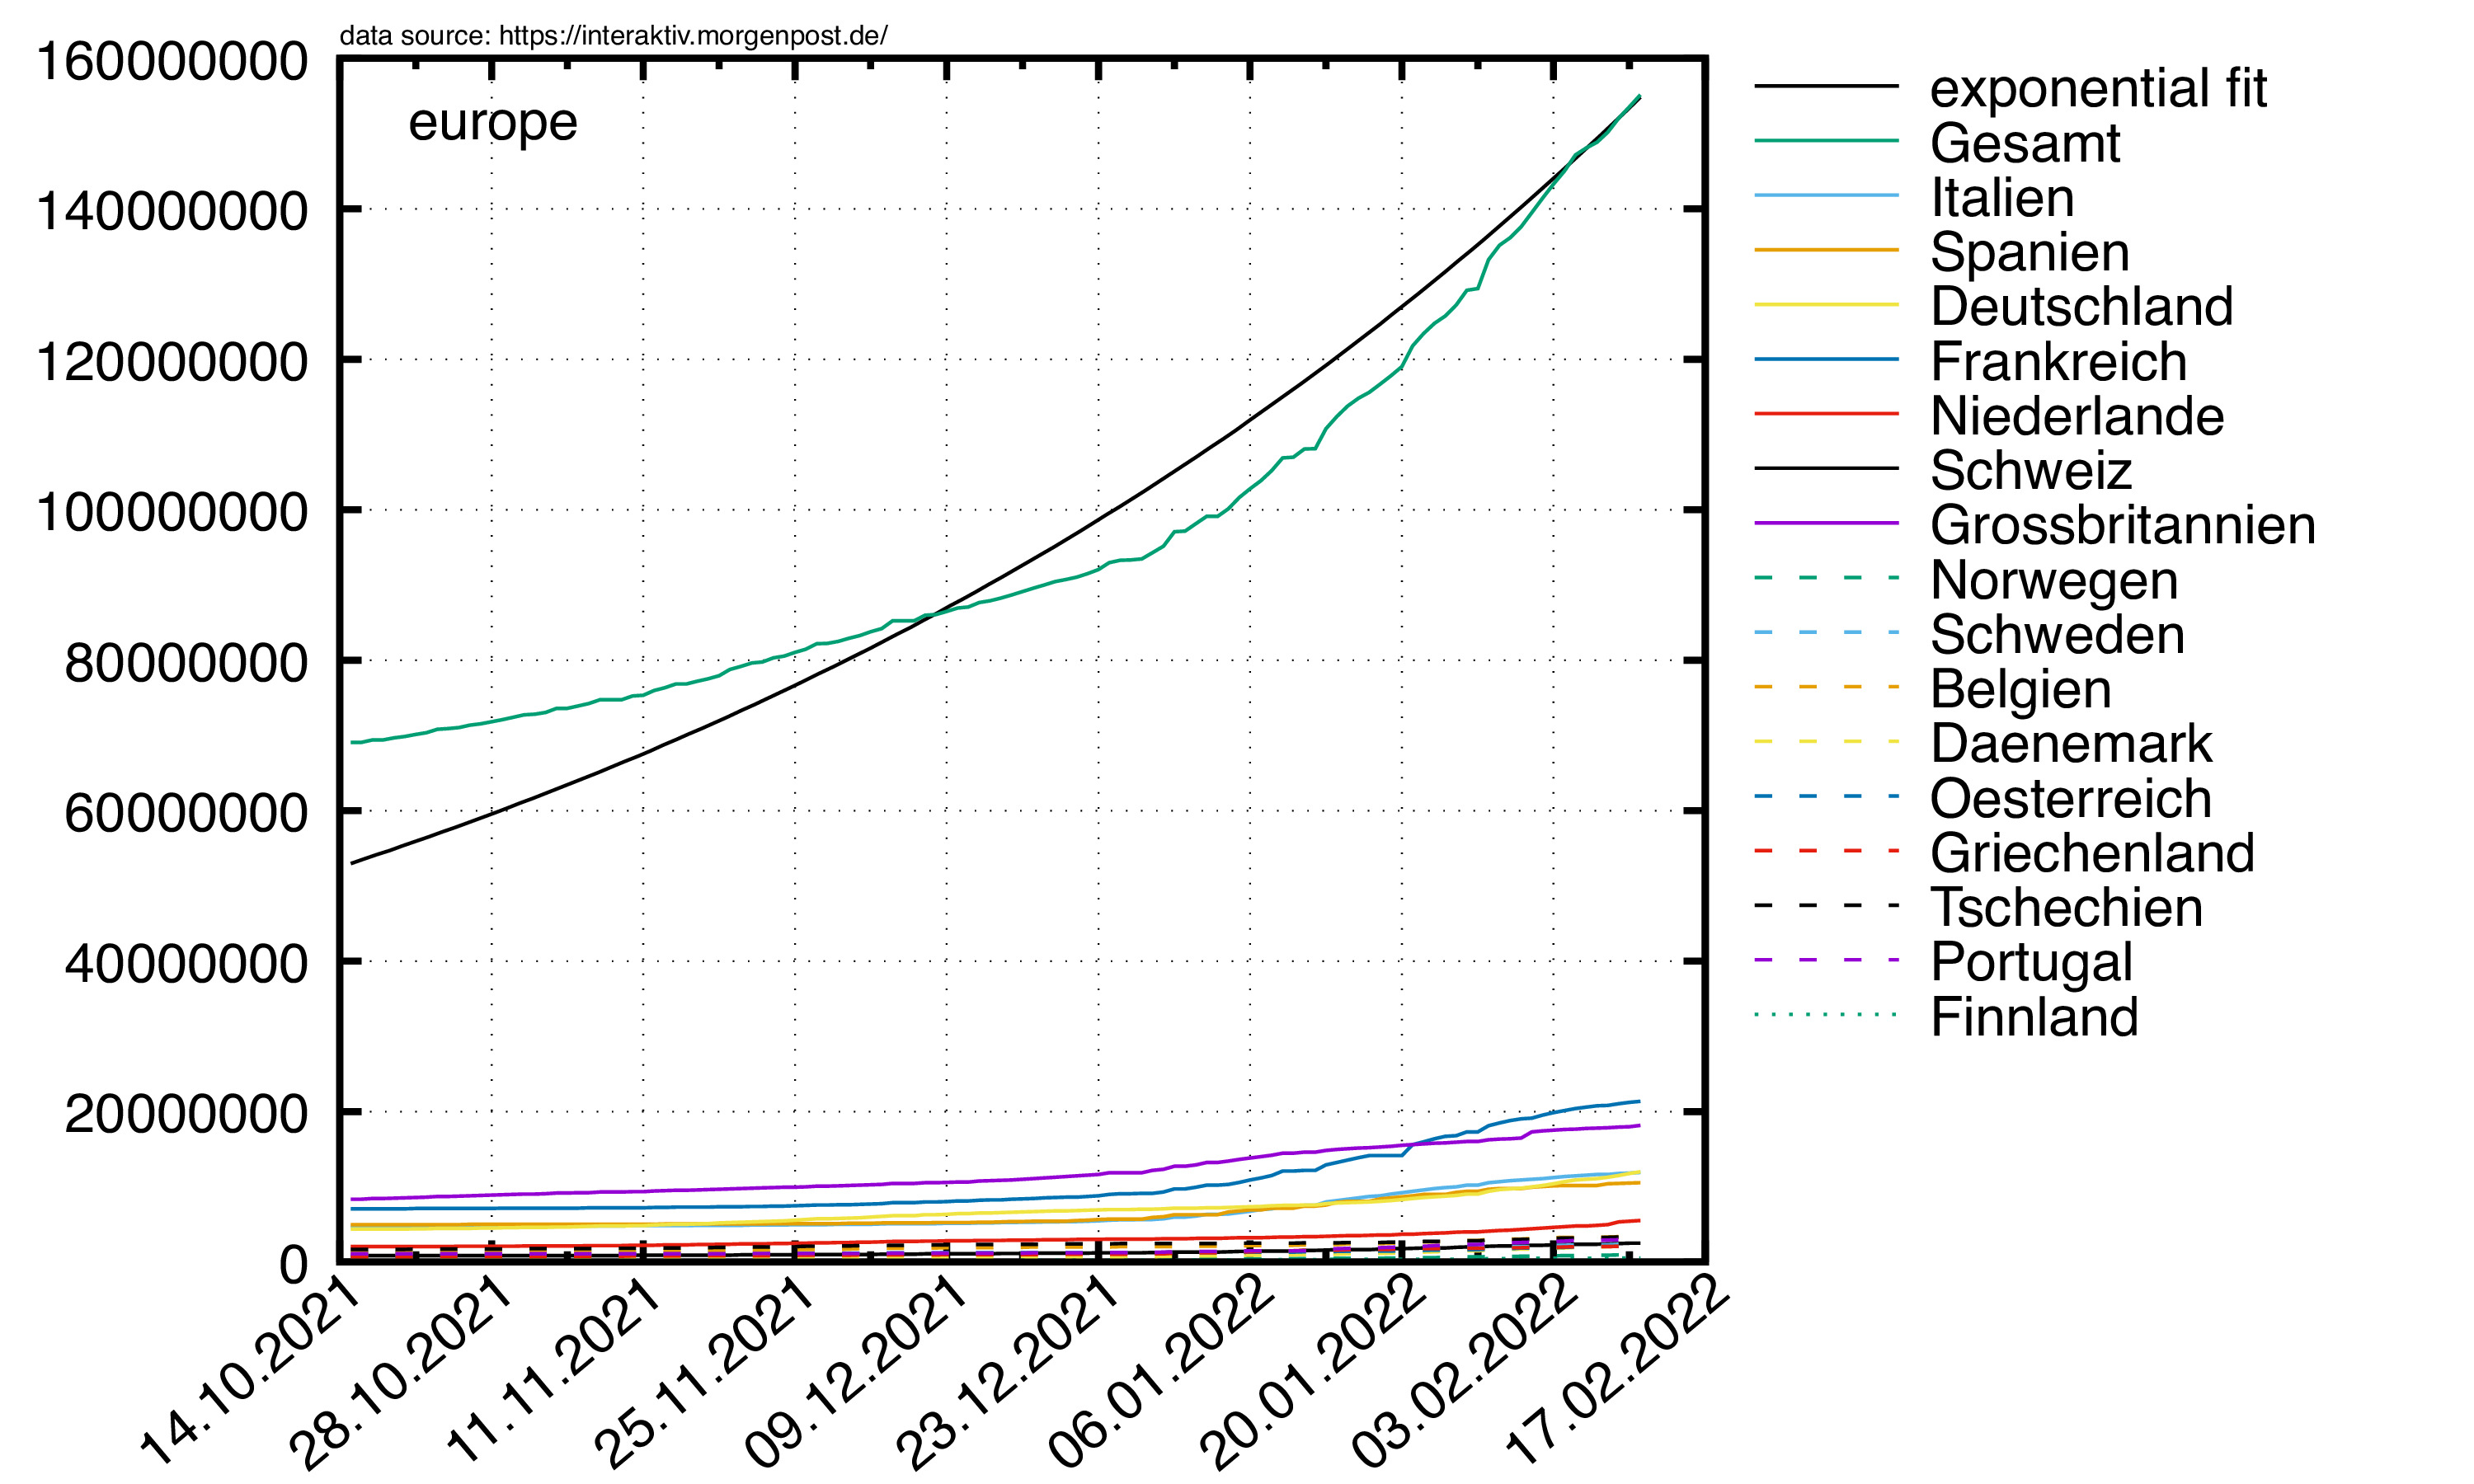 data source: https://interaktiv.morgenpost.de/
160000000
140000000
120000000
100000000
80000000
60000000
40000000
20000000
0
europe
exponential fit
Gesamt
Italien
Spanien
Deutschland
Frankreich
Niederlande
Schweiz
Grossbritannien
Norwegen
Schweden
Belgien
Daenemark
Oesterreich
Griechenland
Tschechien
Portugal
Finnland
14.10.2021
28.10.2021
11.11.2021
25.11.2021
09.12.2021
23.12.2021
06.01.2022
20.01.2022
03.02.2022
17.02.2022